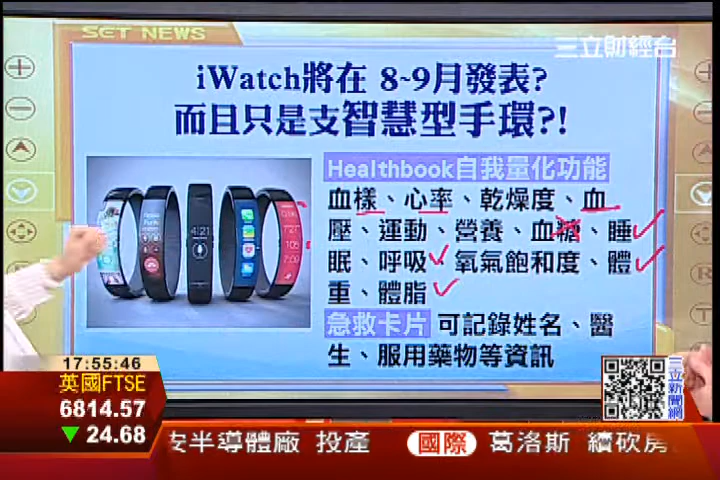 SET NEWS
三立財經台
iWatch將在 8~9月發表?
而且只是支智慧型手環?!
Healthbook自我量化功能
血樣、心率、乾燥度、血
壓、運動、營養、血糖、睡
眠、呼吸、氧氣飽和度、體
重、體脂
急救卡片 可記錄姓名、醫
生、服用藥物等資訊
4:21
17:55:46
英國FTSE
6814.57
▼ 24.68
三立新聞網
安半導體廠 投產 國際 葛洛斯 續砍房